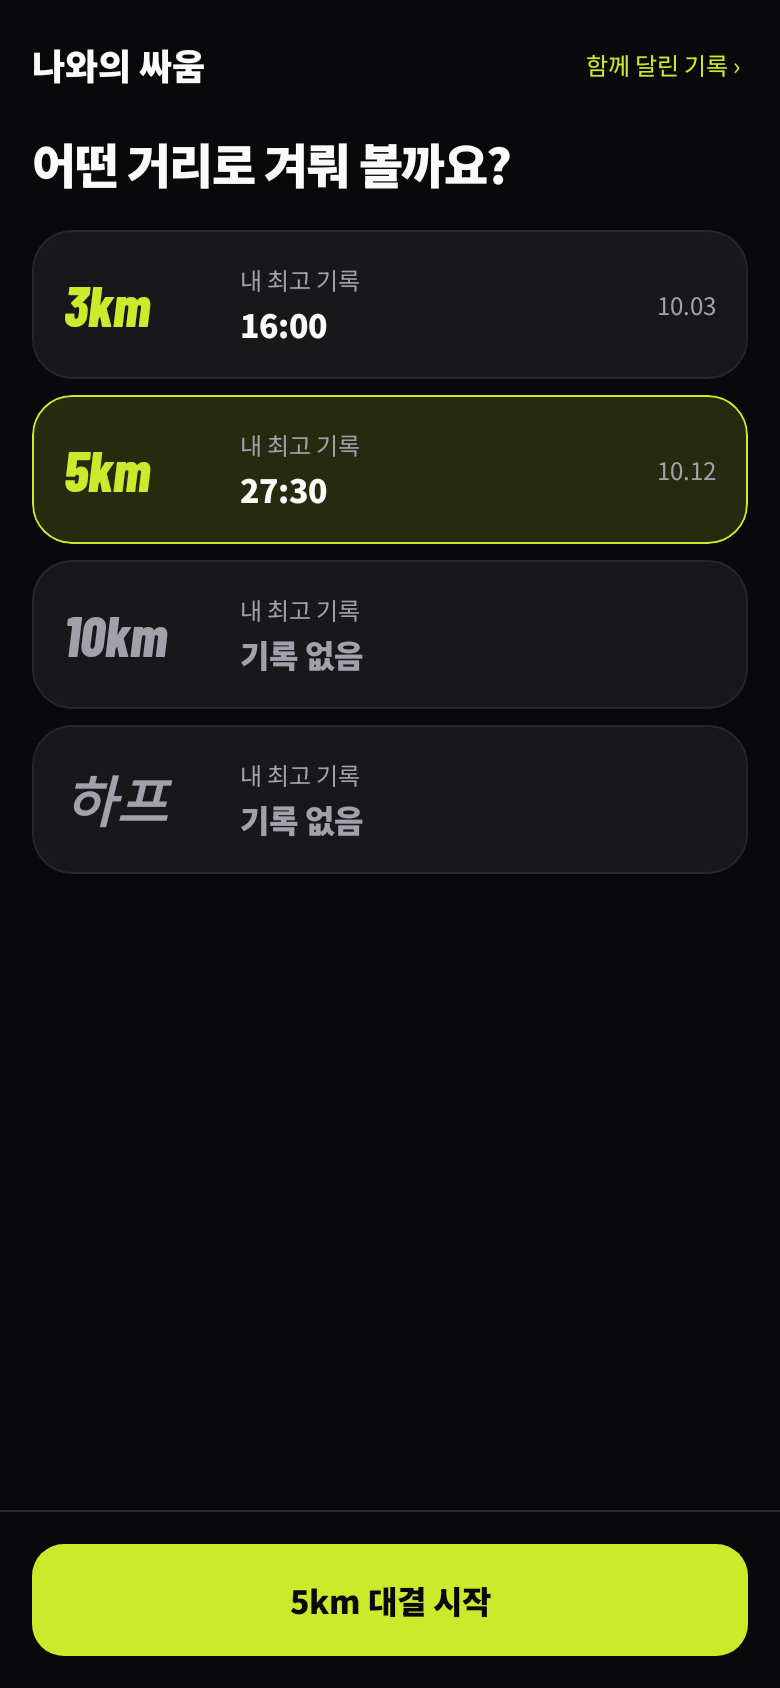 나와의 싸움
함께 달린 기록 ›
어떤 거리로 겨뤄 볼까요?
3km
내 최고 기록
16:00
10.03
5km
내 최고 기록
27:30
10.12
10km
내 최고 기록
기록 없음
하프
내 최고 기록
기록 없음
5km 대결 시작